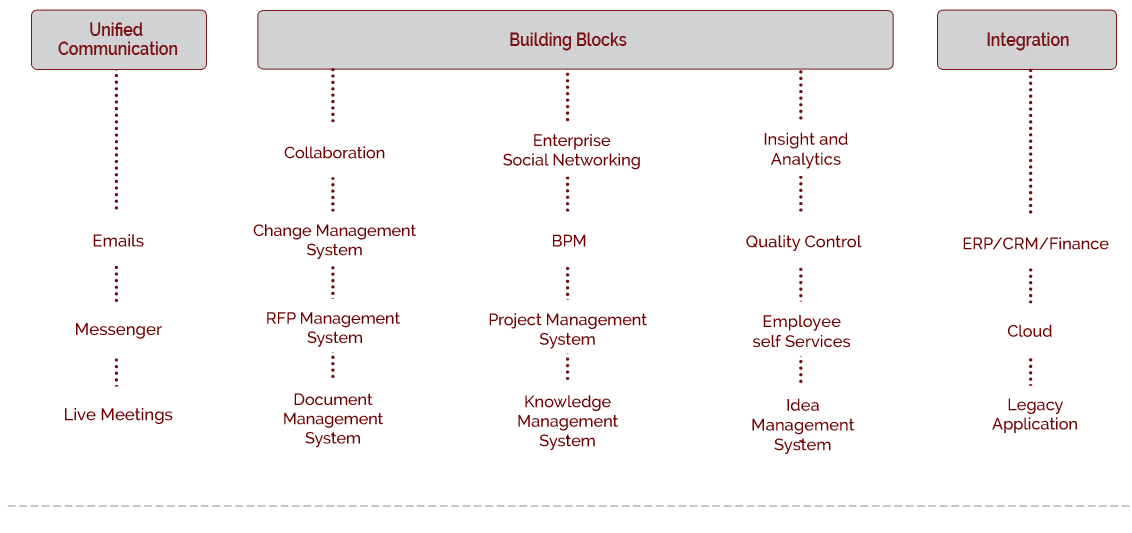 Unified
Communication
Building Blocks
Integration
Emails
Messenger
Live Meetings
Collaboration
Change Management
System
RFP Management
System
Document
Management
System
Enterprise
Social Networking
BPM
Project Management
System
Knowledge
Management
System
Insight and
Analytics
Quality Control
Employee
self Services
Idea
Management
System
ERP/CRM/Finance
Cloud
Legacy
Application